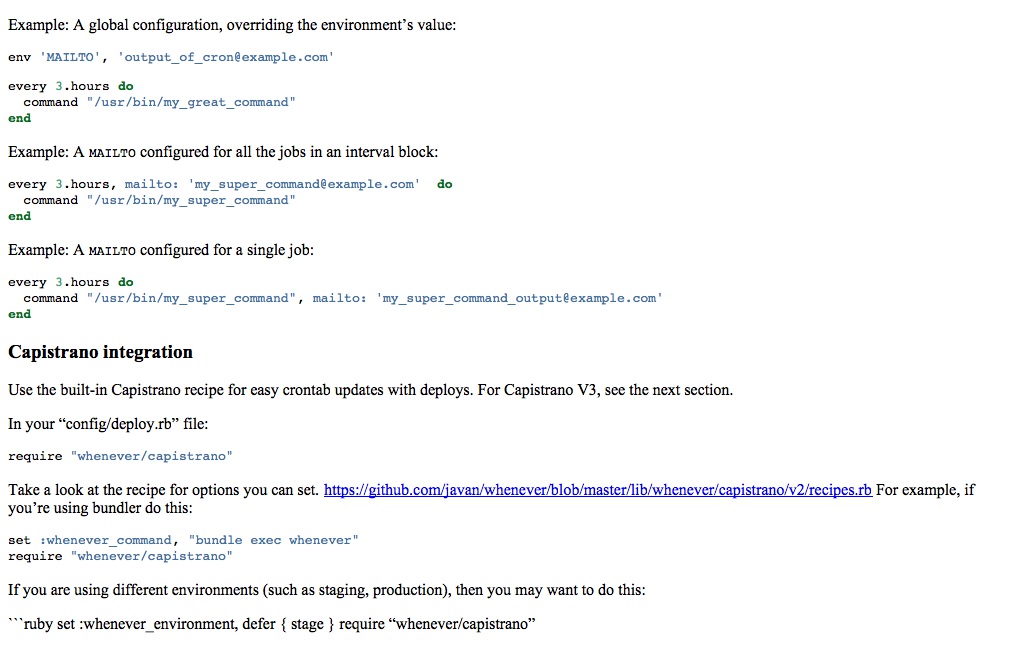 Example: A global configuration, overriding the environment’s value:
env 'MAILTO', 'output_of_cron@example.com'
every 3.hours do
  command "/usr/bin/my_great_command"
end
Example: A MAILTO configured for all the jobs in an interval block:
every 3.hours, mailto: 'my_super_command@example.com'  do
  command "/usr/bin/my_super_command"
end
Example: A MAILTO configured for a single job:
every 3.hours do
  command "/usr/bin/my_super_command", mailto: 'my_super_command_output@example.com'
end
Capistrano integration
Use the built-in Capistrano recipe for easy crontab updates with deploys. For Capistrano V3, see the next section.
In your “config/deploy.rb” file:
require "whenever/capistrano"
Take a look at the recipe for options you can set. https://github.com/javan/whenever/blob/master/lib/whenever/capistrano/v2/recipes.rb For example, if
you’re using bundler do this:
set :whenever_command, "bundle exec whenever"
require "whenever/capistrano"
If you are using different environments (such as staging, production), then you may want to do this:
```ruby set :whenever_environment, defer { stage } require “whenever/capistrano”